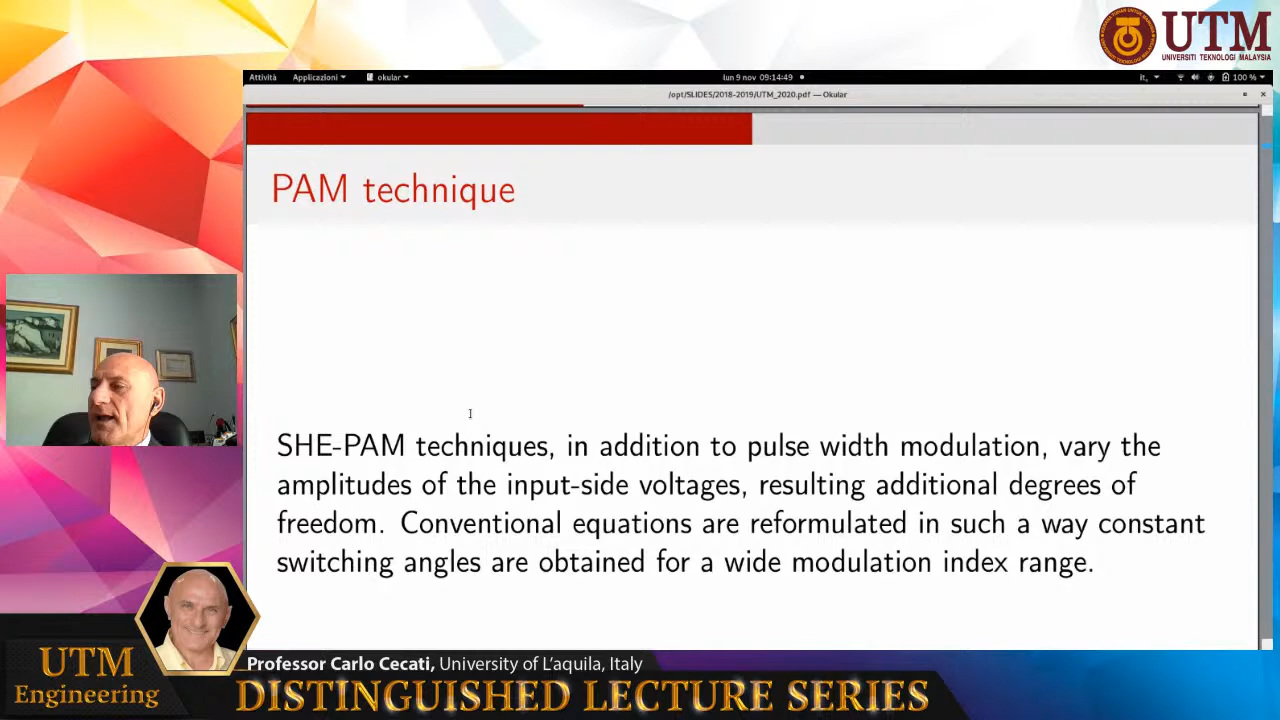 UTM
UNIVERSITI TEKNOLOGI MALAYSIA
Attività Applicazioni okular lun 9 nov 09:14:49 it, 100 %
/opt/SLIDES/2018-2019/UTM_2020.pdf — Okular
PAM technique
SHE-PAM techniques, in addition to pulse width modulation, vary the
amplitudes of the input-side voltages, resulting additional degrees of
freedom. Conventional equations are reformulated in such a way constant
switching angles are obtained for a wide modulation index range.
UTM
Engineering
Professor Carlo Cecati, University of L’aquila, Italy
DISTINGUISHED LECTURE SERIES